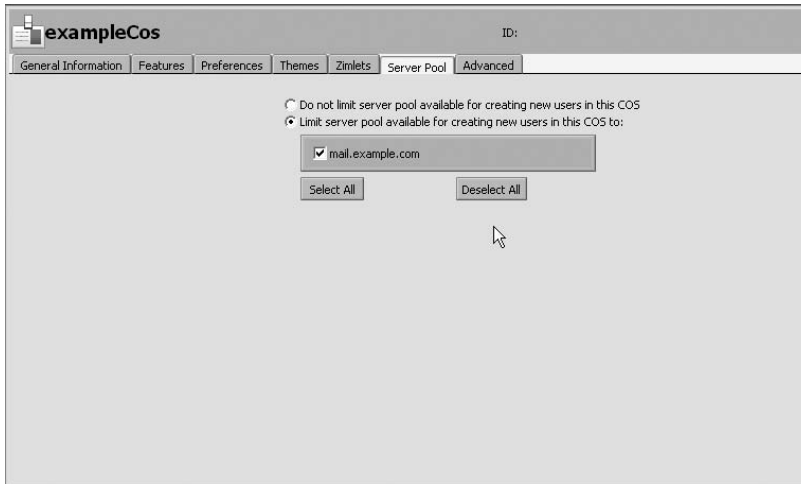 exampleCos ID:
General Information Features Preferences Themes Zimlets Server Pool Advanced
Do not limit server pool available for creating new users in this COS
Limit server pool available for creating new users in this COS to:
mail.example.com
Select All Deselect All